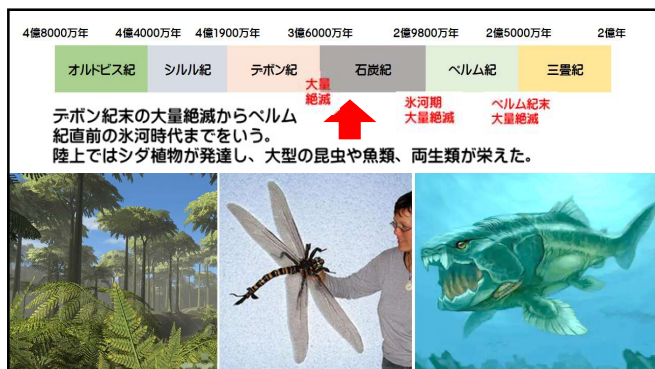 4億8000万年 4億4000万年 4億1900万年 3億6000万年 2億9800万年 2億5000万年 2億年
オルドビス紀 シルル紀 デボン紀 石炭紀 ペルム紀 三畳紀
大量
絶滅
氷河期
大量絶滅
ペルム紀末
大量絶滅
デボン紀末の大量絶滅からペルム
紀直前の氷河時代までをいう。
陸上ではシダ植物が発達し、大型の昆虫や魚類、両生類が栄えた。